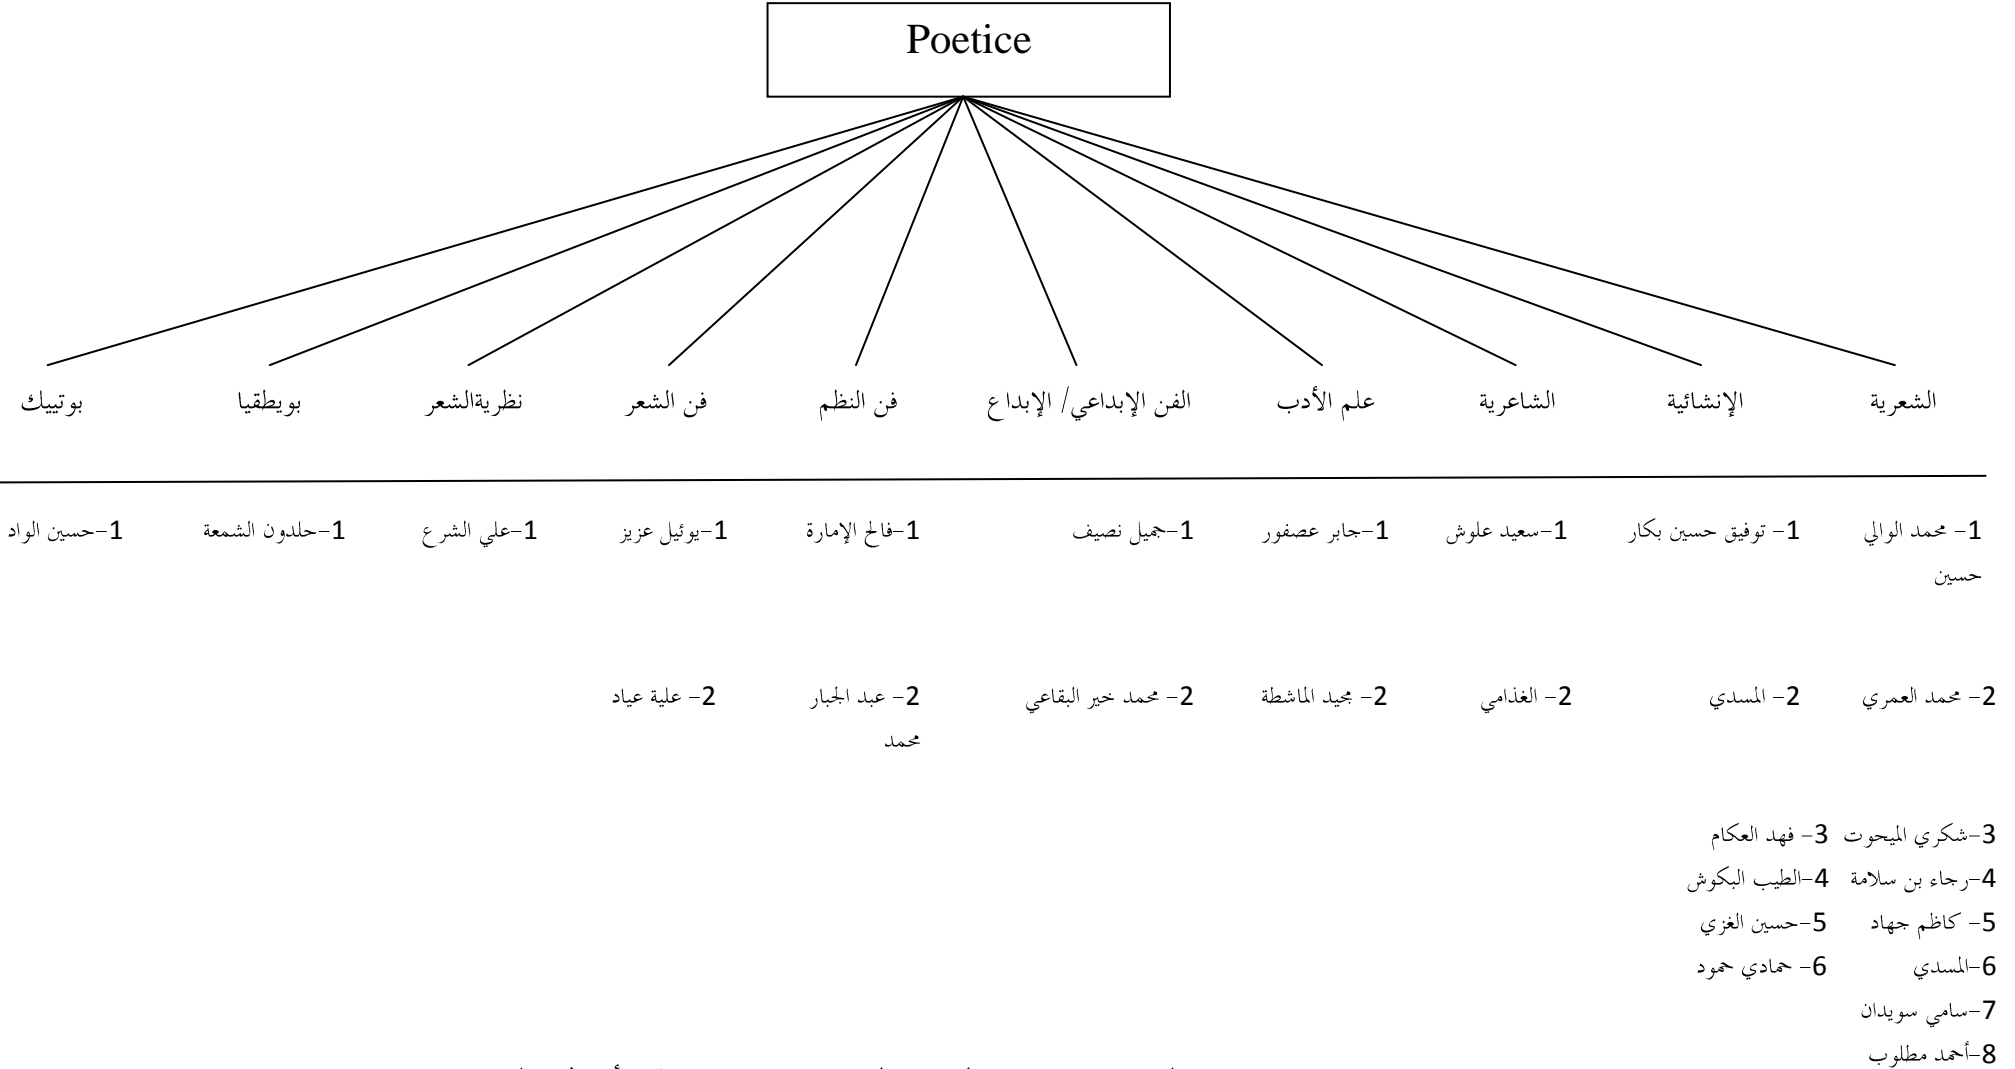 Poetice
الشعرية الإنشائية الشاعرية علم الأدب الفن الإبداعي/ الإبداع فن النظم فن الشعر نظريةالشعر بويطقيا بوتييك
1- محمد الوالي 1- توفيق حسين بكار 1-سعيد علوش 1-جابر عصفور 1-جميل نصيف 1-فالح الإمارة 1-يوئيل عزيز 1-علي الشرع 1-حلدون الشمعة 1-حسين الواد
حسين
2- محمد العمري 2- المسدي 2- الغذامي 2- مجيد الماشطة 2- محمد خير البقاعي 2- عبد الجبار 2- علية عياد
محمد
3-شكري الميحوت 3- فهد العكام
4-رجاء بن سلامة 4-الطيب البكوش
5- كاظم جهاد 5-حسين الغزي
6-المسدي 6- حمادي حمود
7-سامي سويدان
8-أحمد مطلوب